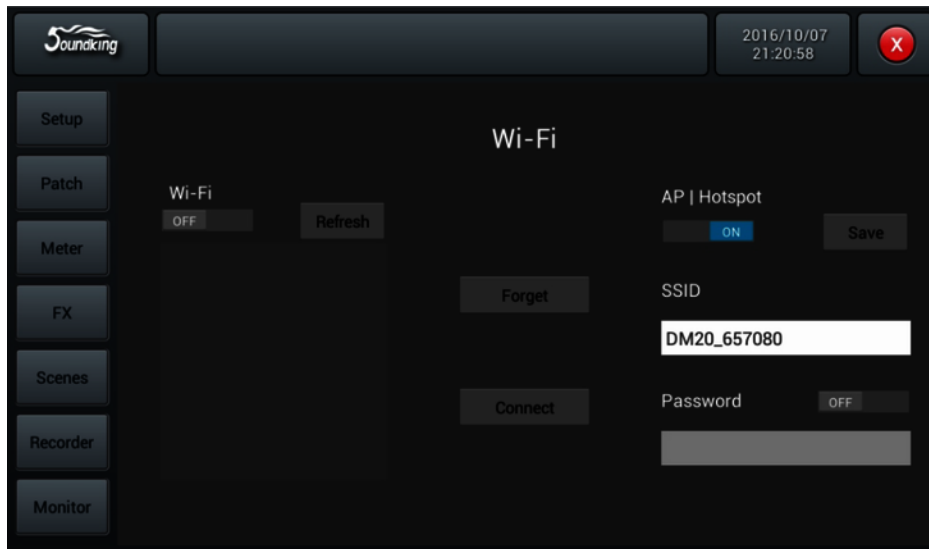 Soundking
2016/10/07
21:20:58
X
Setup
Patch
Meter
FX
Scenes
Recorder
Monitor
Wi-Fi
Wi-Fi
OFF
Refresh
Forget
Connect
AP | Hotspot
ON
Save
SSID
DM20_657080
Password
OFF